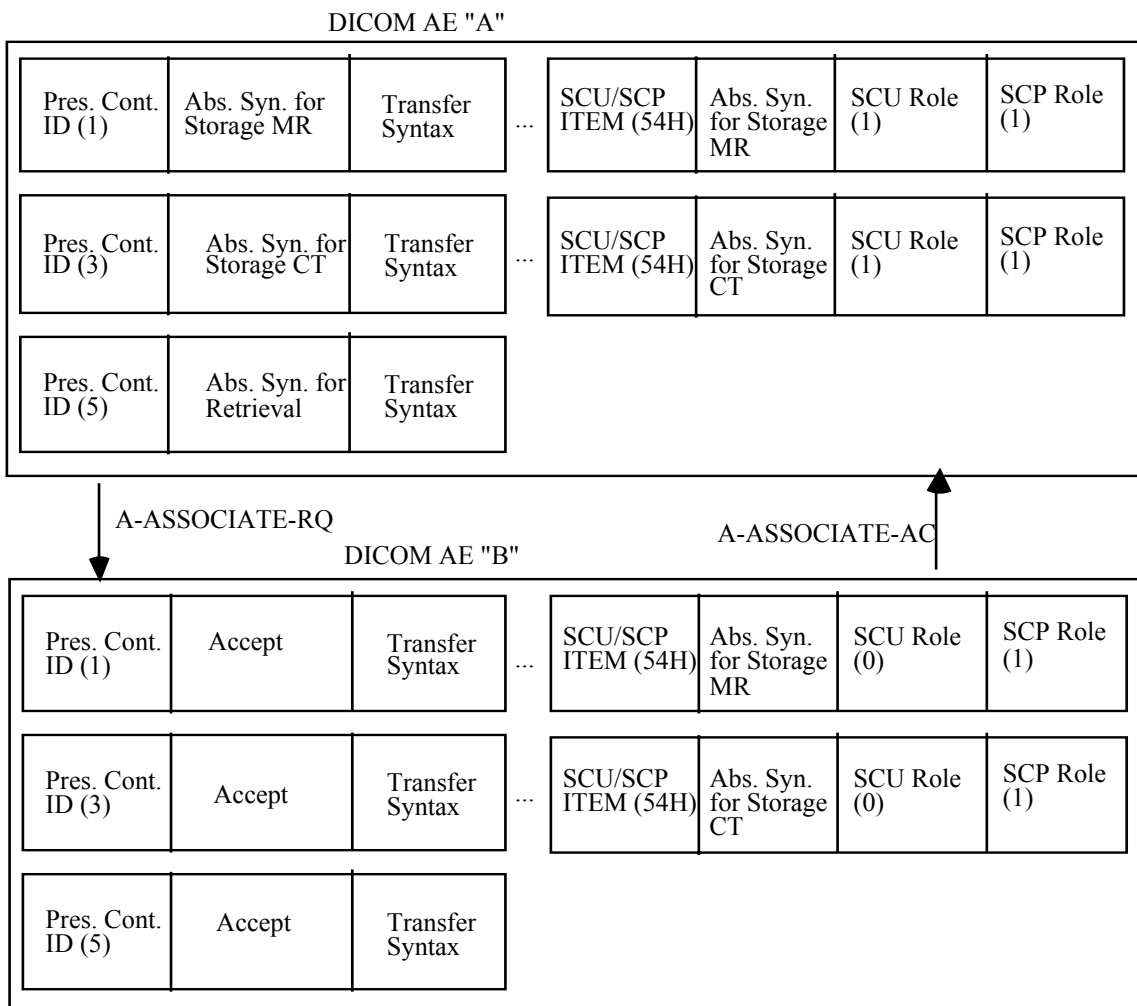 DICOM AE "A"
Pres. Cont.
ID (1)
Abs. Syn. for
Storage MR
Transfer
Syntax
...
SCU/SCP
ITEM (54H)
Abs. Syn.
for Storage
MR
SCU Role
(1)
SCP Role
(1)
Pres. Cont.
ID (3)
Abs. Syn. for
Storage CT
Transfer
Syntax
...
SCU/SCP
ITEM (54H)
Abs. Syn.
for Storage
CT
SCU Role
(1)
SCP Role
(1)
Pres. Cont.
ID (5)
Abs. Syn. for
Retrieval
Transfer
Syntax
A-ASSOCIATE-RQ
A-ASSOCIATE-AC
DICOM AE "B"
Pres. Cont.
ID (1)
Accept
Transfer
Syntax
...
SCU/SCP
ITEM (54H)
Abs. Syn.
for Storage
MR
SCU Role
(0)
SCP Role
(1)
Pres. Cont.
ID (3)
Accept
Transfer
Syntax
...
SCU/SCP
ITEM (54H)
Abs. Syn.
for Storage
CT
SCU Role
(0)
SCP Role
(1)
Pres. Cont.
ID (5)
Accept
Transfer
Syntax